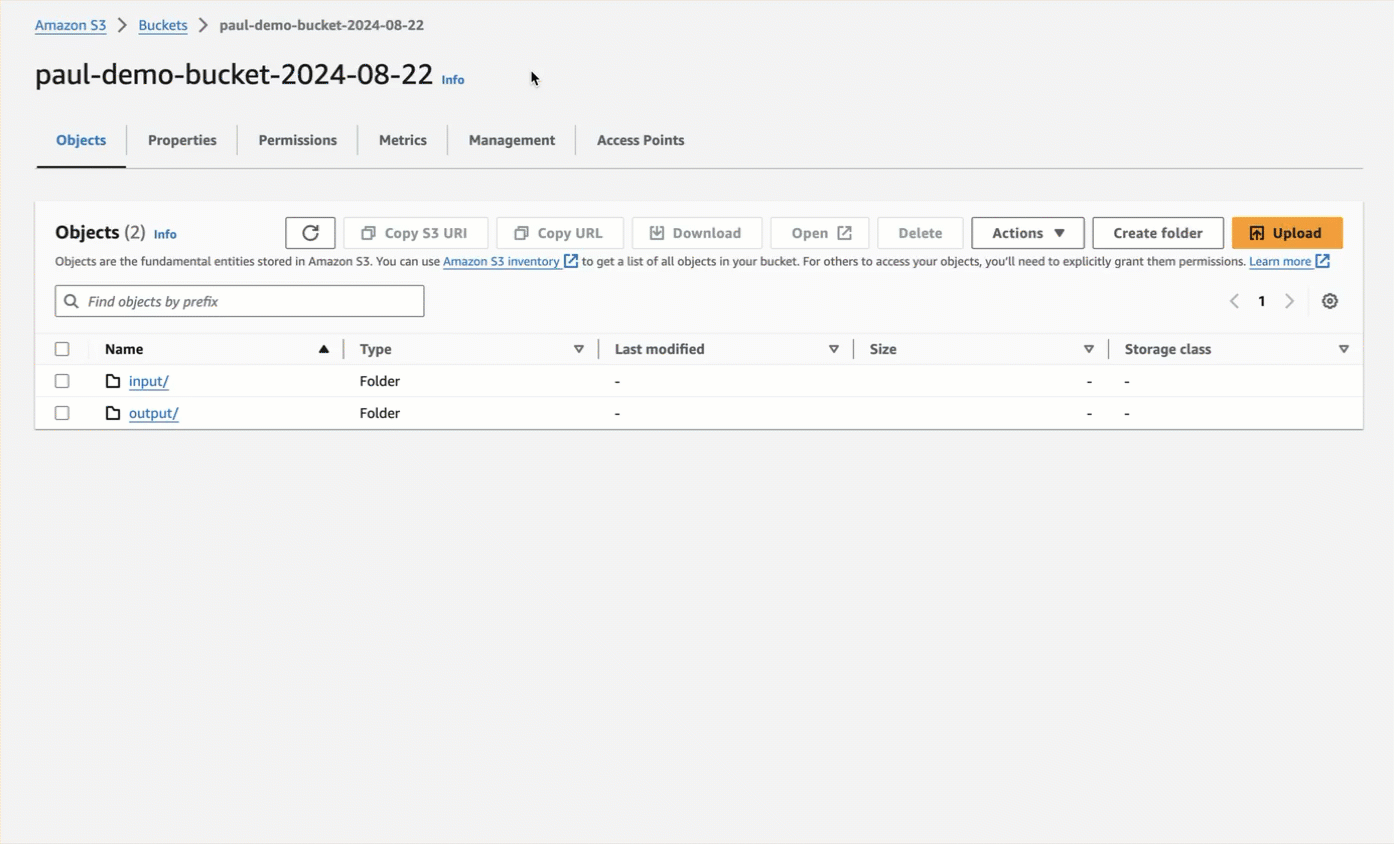 Amazon S3 > Buckets > paul-demo-bucket-2024-08-22
paul-demo-bucket-2024-08-22 Info
Objects Properties Permissions Metrics Management Access Points
Objects (2) Info Copy S3 URI Copy URL Download Open Delete Actions Create folder Upload
Objects are the fundamental entities stored in Amazon S3. You can use Amazon S3 inventory to get a list of all objects in your bucket. For others to access your objects, you'll need to explicitly grant them permissions. Learn more
Find objects by prefix 1
Name Type Last modified Size Storage class
input/ Folder - - -
output/ Folder - - -